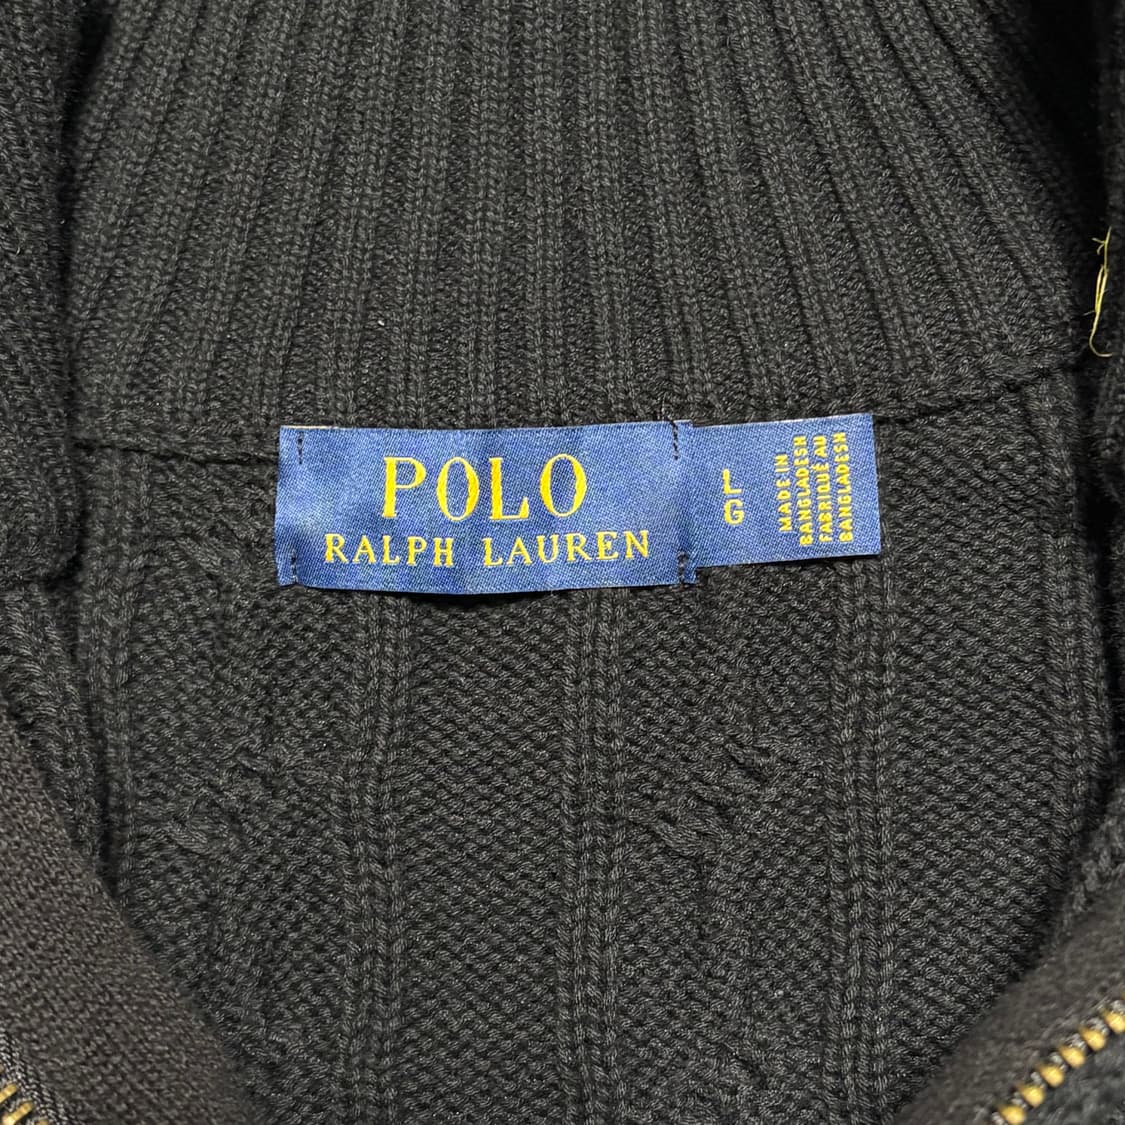 POLO
RALPH LAUREN
L
G
MADE IN
BANGLADESH
FABRIQUÉ AU
BANGLADESH